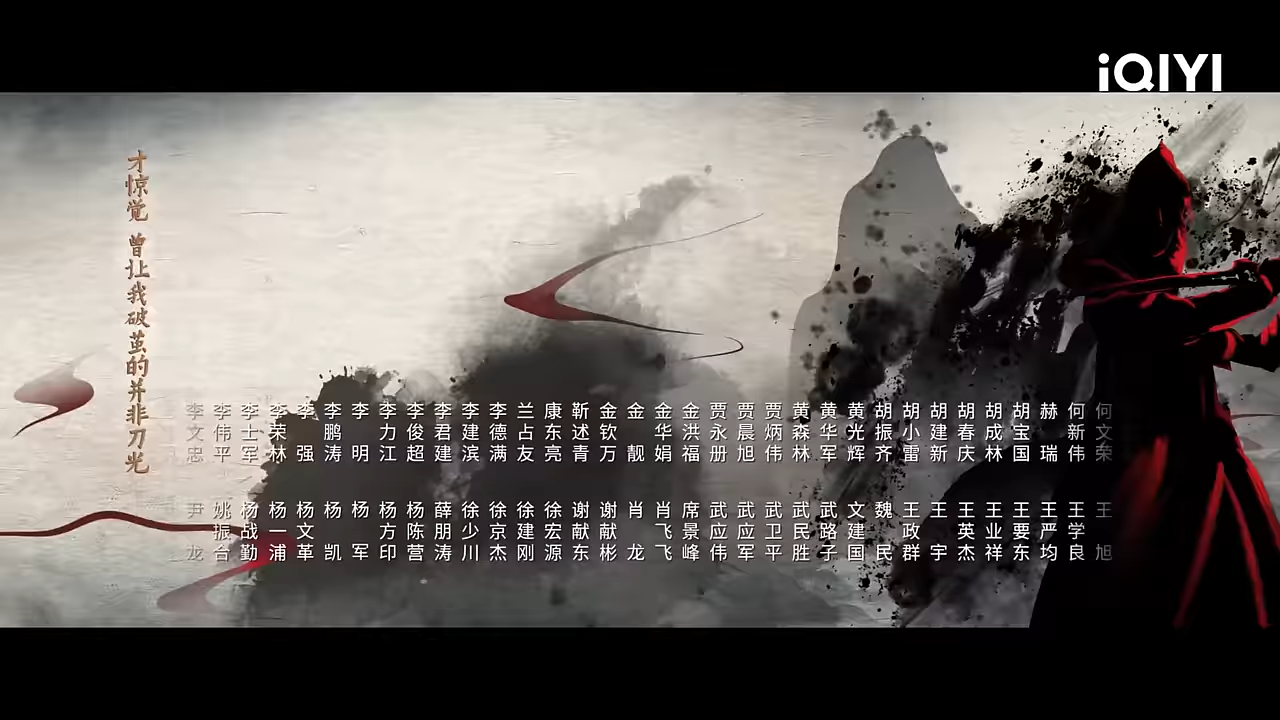 iQIYI
才惊觉 曾让我破茧的并非刀光
何文荣
何新伟
赫瑞
胡宝国
胡成林
胡春庆
胡建新
胡小雷
胡振齐
黄光辉
黄华军
黄森林
贾炳伟
贾晨旭
贾永册
金洪福
金华娟
金靓
金钦万
靳述青
康东亮
兰占友
李德满
李建滨
李君建
李俊超
李力江
李明
李鹏涛
李强
李荣林
李士军
李伟平
李文忠
王旭
王学良
王严均
王要东
王业祥
王英杰
王宇
王政群
魏民
文建国
武路子
武民胜
武卫平
武应军
武应伟
席景峰
肖飞飞
肖龙
谢献彬
谢献东
徐宏源
徐建刚
徐京杰
徐少川
薛朋涛
杨陈营
杨方印
杨军
杨凯
杨文革
杨一浦
杨战勤
姚振台
尹龙